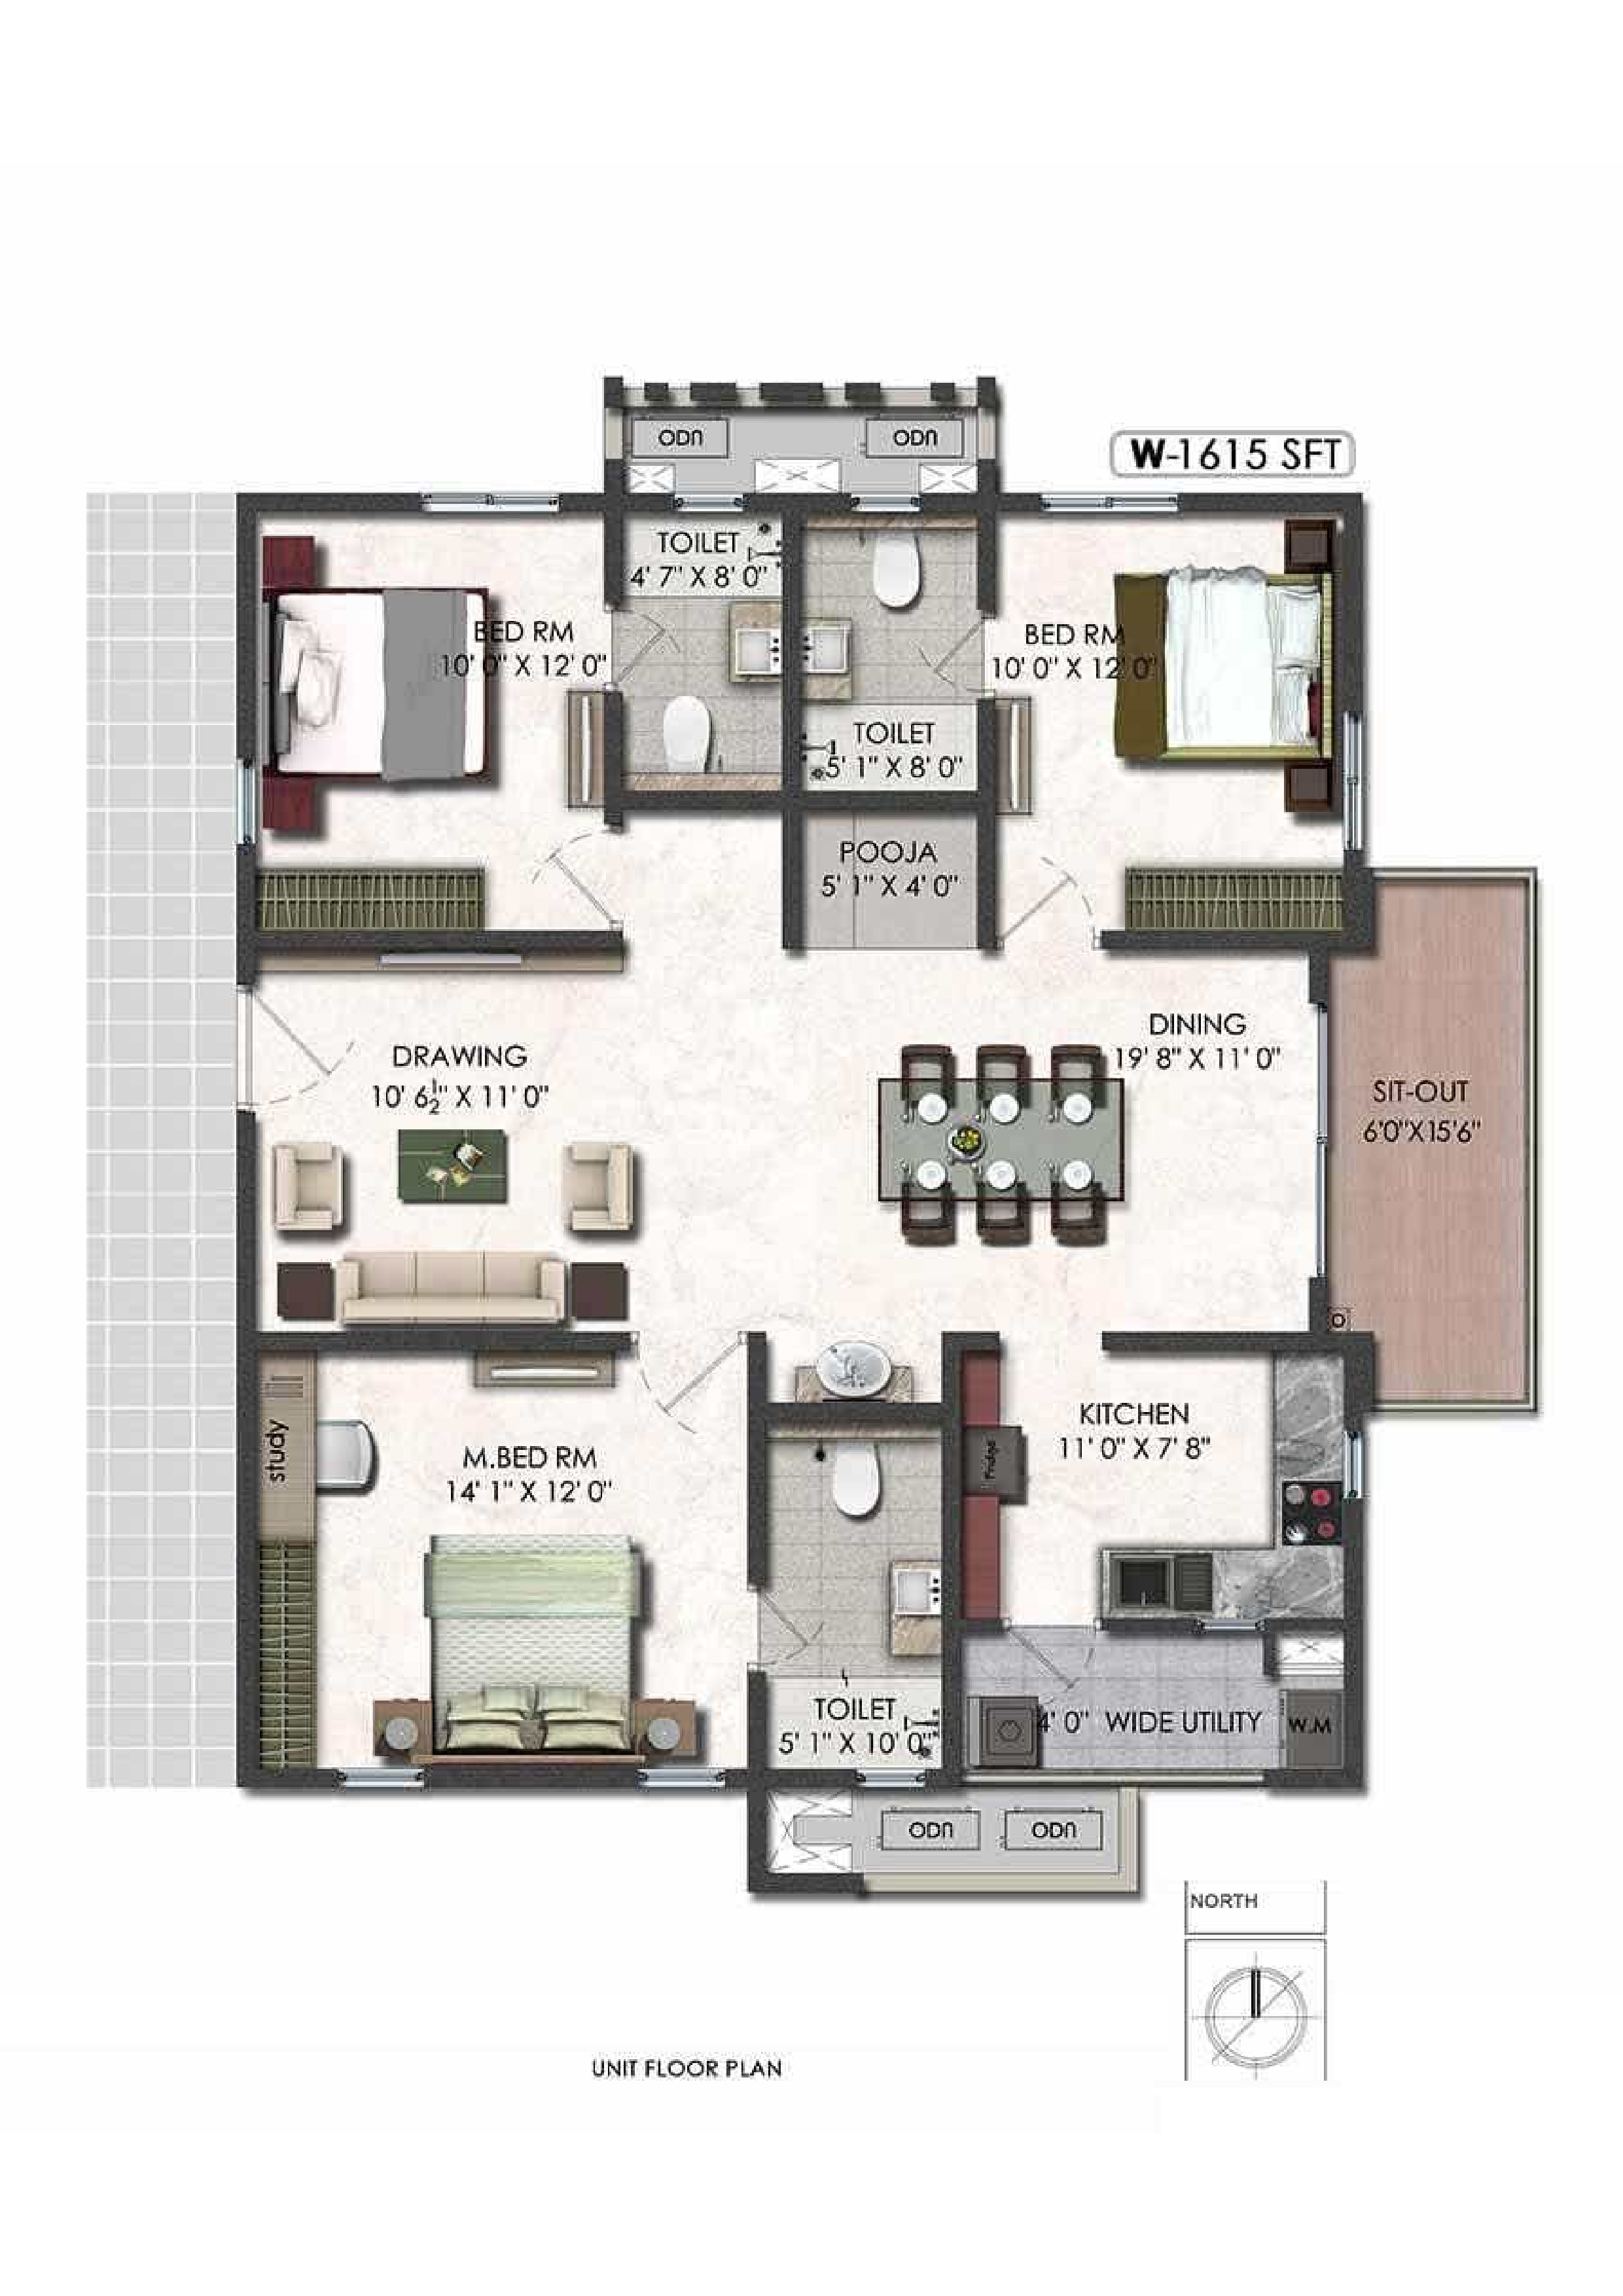 ODU
ODU
W-1615 SFT
TOILET
4' 7" X 8' 0"
BED RM
10' 0" X 12' 0"
BED RM
10' 0" X 12' 0"
TOILET
5' 1" X 8' 0"
POOJA
5' 1" X 4' 0"
DINING
19' 8" X 11' 0"
DRAWING
10' 6½" X 11' 0"
SIT-OUT
6'0"X15'6"
study
M.BED RM
14' 1" X 12' 0"
KITCHEN
11' 0" X 7' 8"
Fridge
TOILET
5' 1" X 10' 0"
4' 0" WIDE UTILITY
W.M
ODU
ODU
NORTH
UNIT FLOOR PLAN